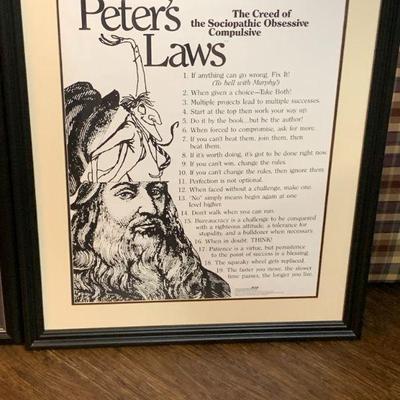 Peter's
Laws
The Creed of
the Sociopathic Obsessive
Compulsive
1. If anything can go wrong, Fix It!
(To hell with Murphy!)
2. When given a choice—Take Both!
3. Multiple projects lead to multiple successes.
4. Start at the top then work your way up.
5. Do it by the book...but be the author!
6. When forced to compromise, ask for more.
7. If you can't beat them, join them, then
beat them.
8. If it's worth doing, it's got to be done right now.
9. If you can't win, change the rules.
10. If you can't change the rules, then ignore them.
11. Perfection is not optional.
12. When faced without a challenge, make one.
13. "No" simply means begin again at one
level higher.
14. Don't walk when you can run.
15. Bureaucracy is a challenge to be conquered
with a righteous attitude, a tolerance for
stupidity, and a bulldozer when necessary.
16. When in doubt: THINK!
17. Patience is a virtue, but persistence
to the point of success is a blessing.
18. The squeaky wheel gets replaced.
19. The faster you move, the slower
time passes, the longer you live.